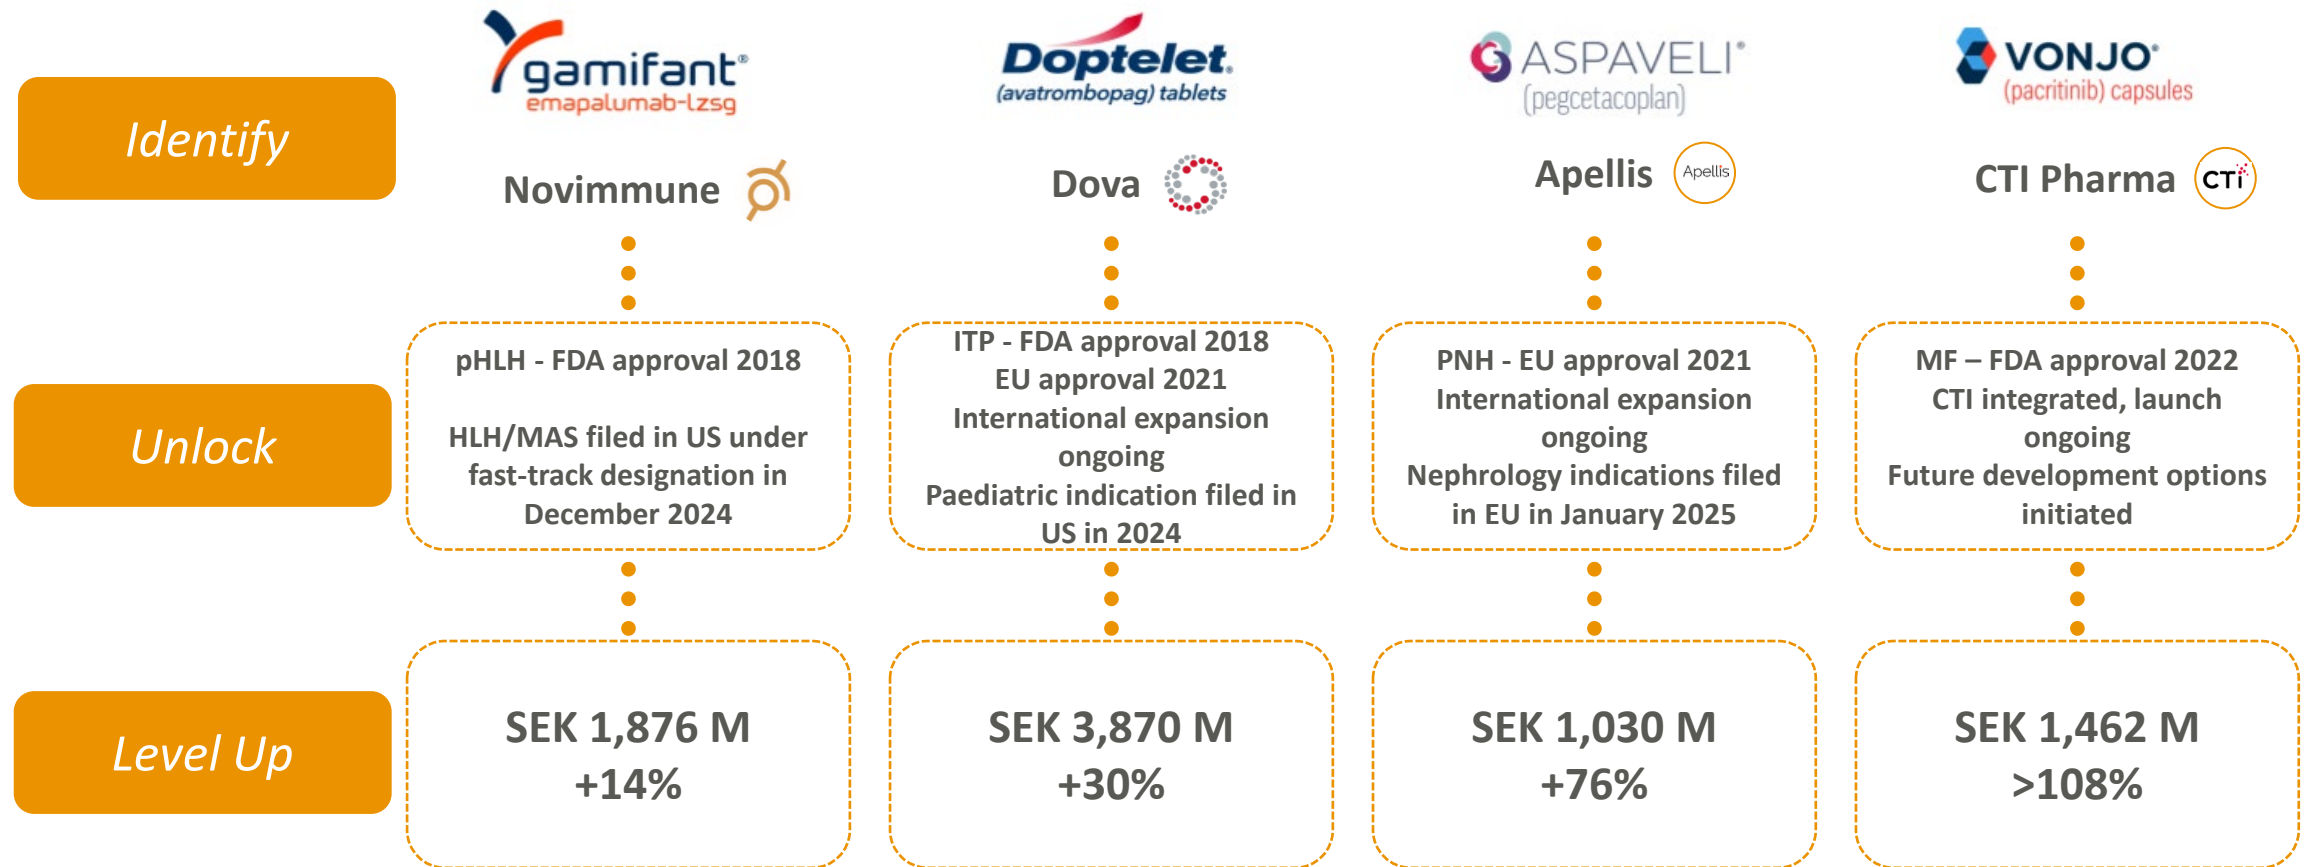 Identify
gamifant®
emapalumab-lzsg
Novimmune
Doptelet®
(avatrombopag) tablets
Dova
ASPAVELI®
(pegcetacoplan)
Apellis
Apellis
VONJO®
(pacritinib) capsules
CTI Pharma
CTi
Unlock
pHLH - FDA approval 2018
HLH/MAS filed in US under
fast-track designation in
December 2024
ITP - FDA approval 2018
EU approval 2021
International expansion
ongoing
Paediatric indication filed in
US in 2024
PNH - EU approval 2021
International expansion
ongoing
Nephrology indications filed
in EU in January 2025
MF – FDA approval 2022
CTI integrated, launch
ongoing
Future development options
initiated
Level Up
SEK 1,876 M
+14%
SEK 3,870 M
+30%
SEK 1,030 M
+76%
SEK 1,462 M
>108%